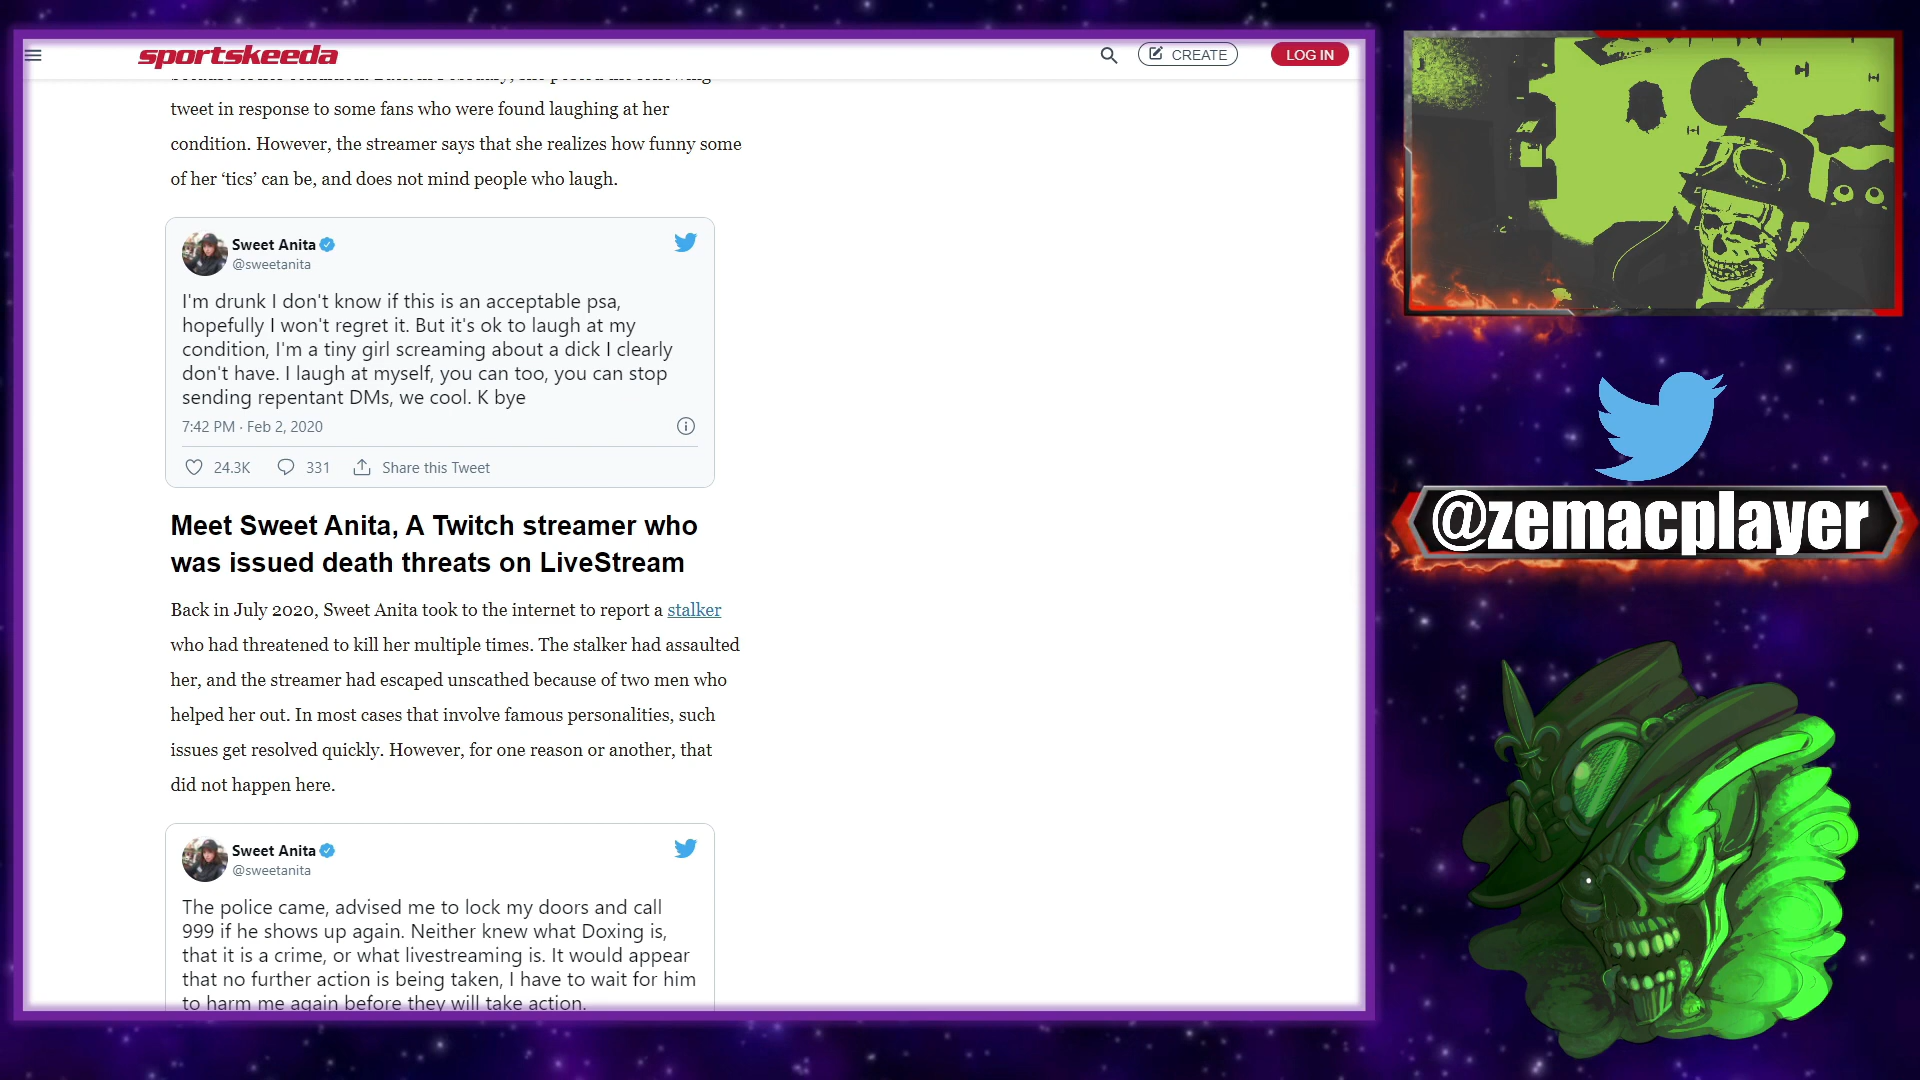 sportskeeda
CREATE
LOG IN
tweet in response to some fans who were found laughing at her
condition. However, the streamer says that she realizes how funny some
of her ‘tics’ can be, and does not mind people who laugh.
Sweet Anita
@sweetanita
I'm drunk I don't know if this is an acceptable psa,
hopefully I won't regret it. But it's ok to laugh at my
condition, I'm a tiny girl screaming about a dick I clearly
don't have. I laugh at myself, you can too, you can stop
sending repentant DMs, we cool. K bye
7:42 PM · Feb 2, 2020
24.3K 331 Share this Tweet
Meet Sweet Anita, A Twitch streamer who
was issued death threats on LiveStream
Back in July 2020, Sweet Anita took to the internet to report a stalker
who had threatened to kill her multiple times. The stalker had assaulted
her, and the streamer had escaped unscathed because of two men who
helped her out. In most cases that involve famous personalities, such
issues get resolved quickly. However, for one reason or another, that
did not happen here.
Sweet Anita
@sweetanita
The police came, advised me to lock my doors and call
999 if he shows up again. Neither knew what Doxing is,
that it is a crime, or what livestreaming is. It would appear
that no further action is being taken, I have to wait for him
to harm me again before they will take action.
@zemacplayer